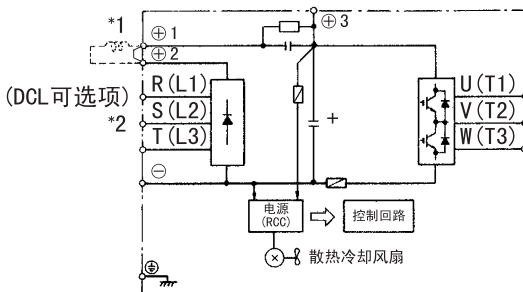 *1
⊕1
⊕3
⊕2
(DCL可选项)
R(L1)
U(T1)
*2
S(L2)
V(T2)
T(L3)
W(T3)
+
⊖
电源
(RCC)
控制回路
散热冷却风扇